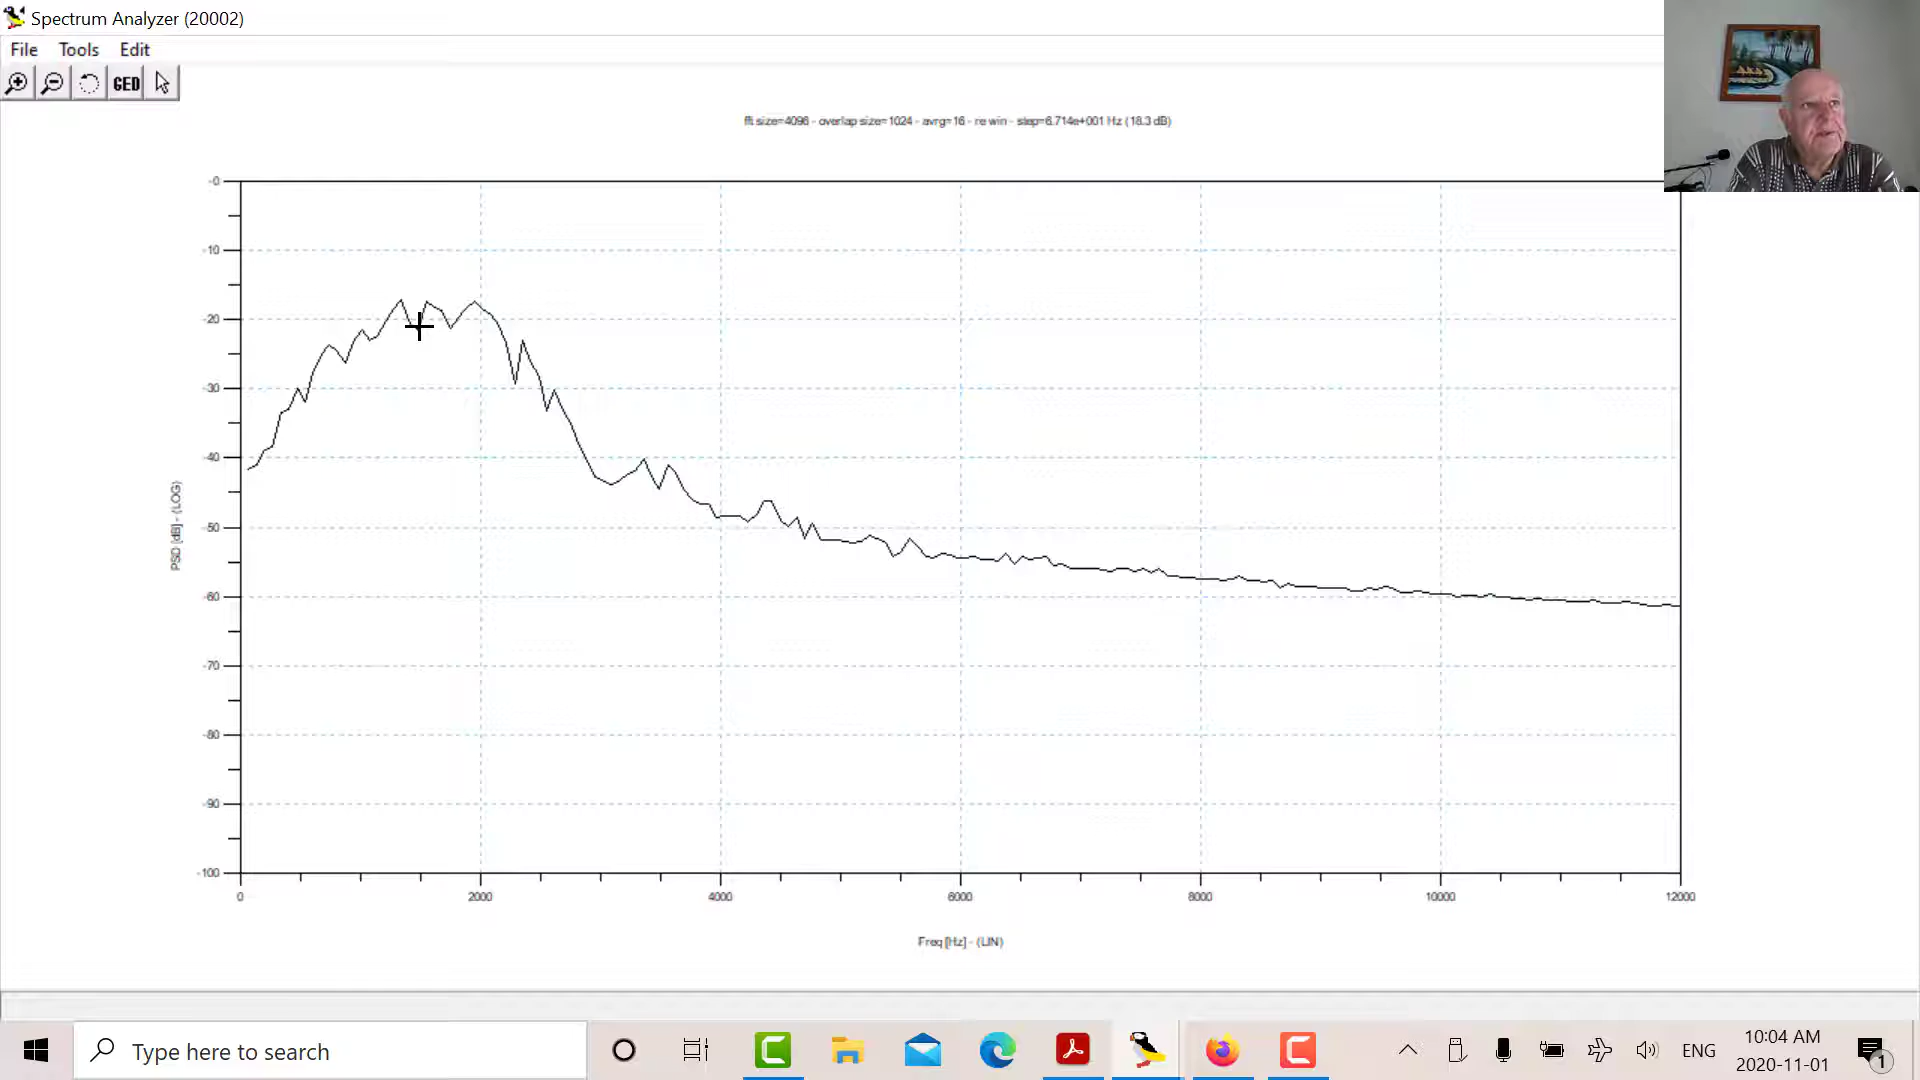 Spectrum Analyzer (20002)
File Tools Edit
GED
fft size=4096 - overlap size=1024 - avrg=16 - re win - step=6.714e+001 Hz (18.3 dB)
-0
-10
-20
-30
-40
-50
-60
-70
-80
-90
-100
PSD [dB] - (LOG)
0 2000 4000 6000 8000 10000 12000
Freq [Hz] - (LIN)
Type here to search
ENG
10:04 AM
2020-11-01
1